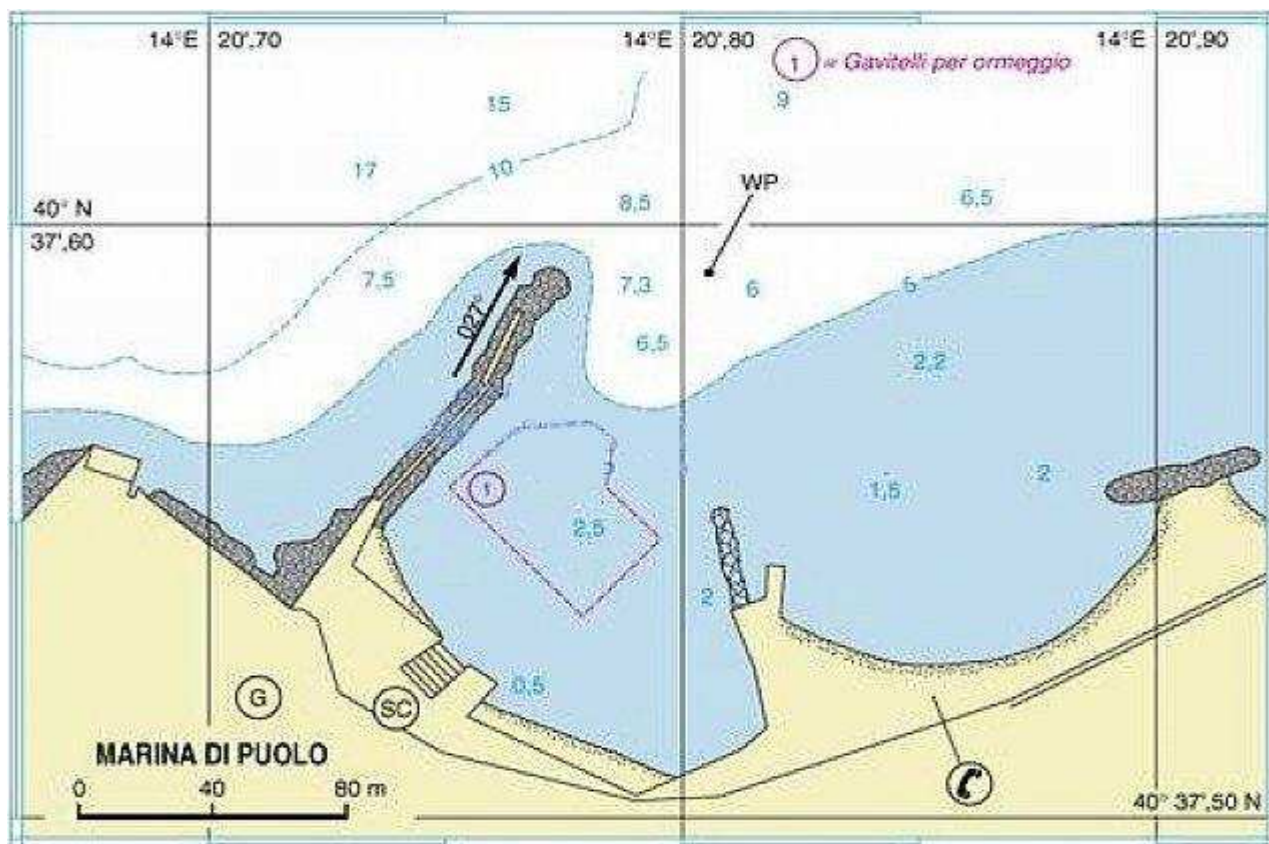 14°E 20',70
14°E 20',80
14°E 20',90
1 = Gavitelli per ormeggio
9
15
17
10
WP
8,5
6,5
40° N
37',60
7,5
7,3
6
5
027°
6,5
2,2
1
2
1,5
2,5
2
0,5
G
SC
MARINA DI PUOLO
0 40 80 m
40° 37',50 N